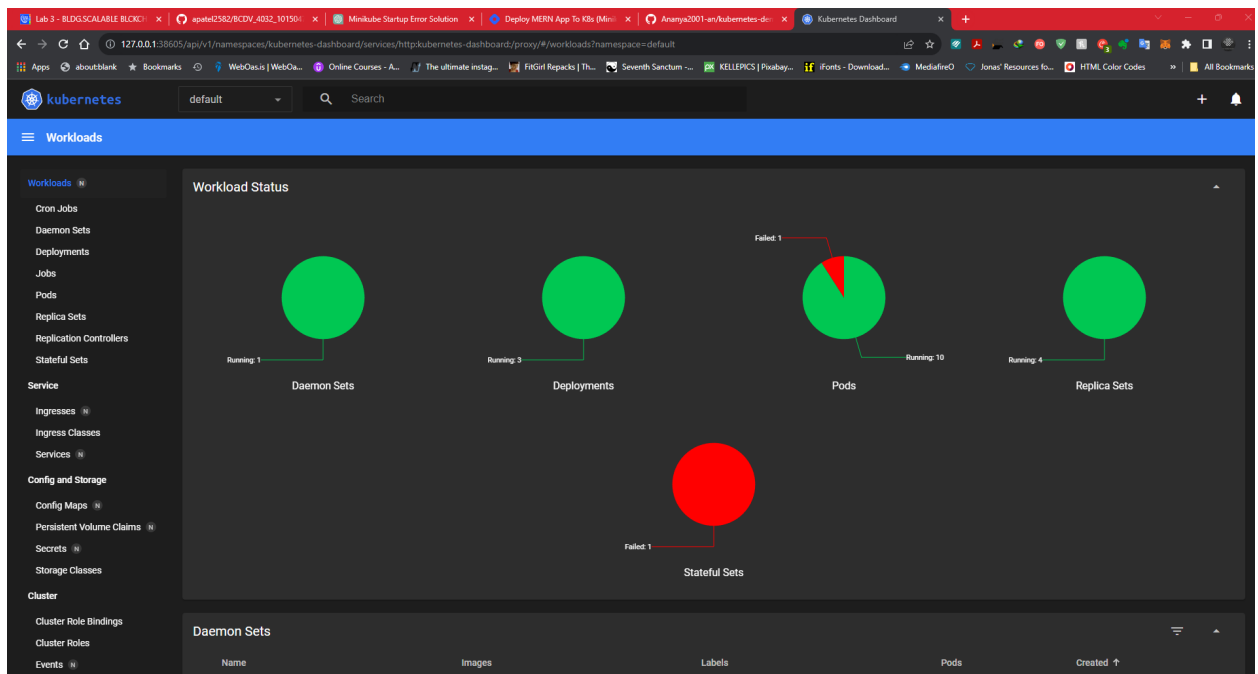 Lab 3 - BLDG.SCALABLE BLCKCH
apatel2582/BCDV_4032_101504
Minikube Startup Error Solution
Deploy MERN App To K8s (Mini
Ananya2001-an/kubernetes-de
Kubernetes Dashboard
127.0.0.1:38605/api/v1/namespaces/kubernetes-dashboard/services/http:kubernetes-dashboard:/proxy/#/workloads?namespace=default
Apps aboutblank Bookmarks WebOas.is | WebOa... Online Courses - A... The ultimate instag... FitGirl Repacks | Th... Seventh Sanctum -... KELLEPICS | Pixabay... iFonts - Download... MediafireO Jonas' Resources fo... HTML Color Codes » All Bookmarks
kubernetes
default
Search
Workloads
Workloads N
Cron Jobs
Daemon Sets
Deployments
Jobs
Pods
Replica Sets
Replication Controllers
Stateful Sets
Service
Ingresses N
Ingress Classes
Services N
Config and Storage
Config Maps N
Persistent Volume Claims N
Secrets N
Storage Classes
Cluster
Cluster Role Bindings
Cluster Roles
Events N
Workload Status
Running: 1
Daemon Sets
Running: 3
Deployments
Failed: 1
Running: 10
Pods
Running: 4
Replica Sets
Failed: 1
Stateful Sets
Daemon Sets
Name Images Labels Pods Created ↑